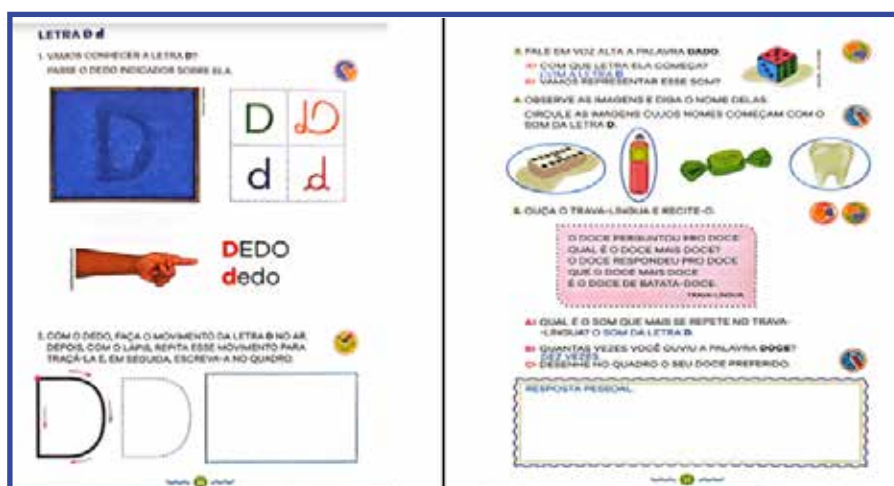 LETRA D d
1. VAMOS CONHECER A LETRA D?
PASSE O DEDO INDICADOR SOBRE ELA.
D
D D
d d
DEDO
dedo
2. COM O DEDO, FAÇA O MOVIMENTO DA LETRA D NO AR.
DEPOIS, COM O LÁPIS, REPITA ESSE MOVIMENTO PARA
TRAÇÁ-LA E, EM SEGUIDA, ESCREVA-A NO QUADRO.
3. FALE EM VOZ ALTA A PALAVRA DADO.
A) COM QUE LETRA ELA COMEÇA?
COM A LETRA D.
B) VAMOS REPRESENTAR ESSE SOM?
4. OBSERVE AS IMAGENS E DIGA O NOME DELAS.
CIRCULE AS IMAGENS CUJOS NOMES COMEÇAM COM O
SOM DA LETRA D.
5. OUÇA O TRAVA-LÍNGUA E RECITE-O.
O DOCE PERGUNTOU PRO DOCE
QUAL É O DOCE MAIS DOCE?
O DOCE RESPONDEU PRO DOCE
QUE O DOCE MAIS DOCE
É O DOCE DE BATATA-DOCE.
TRAVA-LÍNGUA
A) QUAL É O SOM QUE MAIS SE REPETE NO TRAVA-
-LÍNGUA? O SOM DA LETRA D.
B) QUANTAS VEZES VOCÊ OUVIU A PALAVRA DOCE?
DEZ VEZES.
C) DESENHE NO QUADRO O SEU DOCE PREFERIDO.
RESPOSTA PESSOAL.